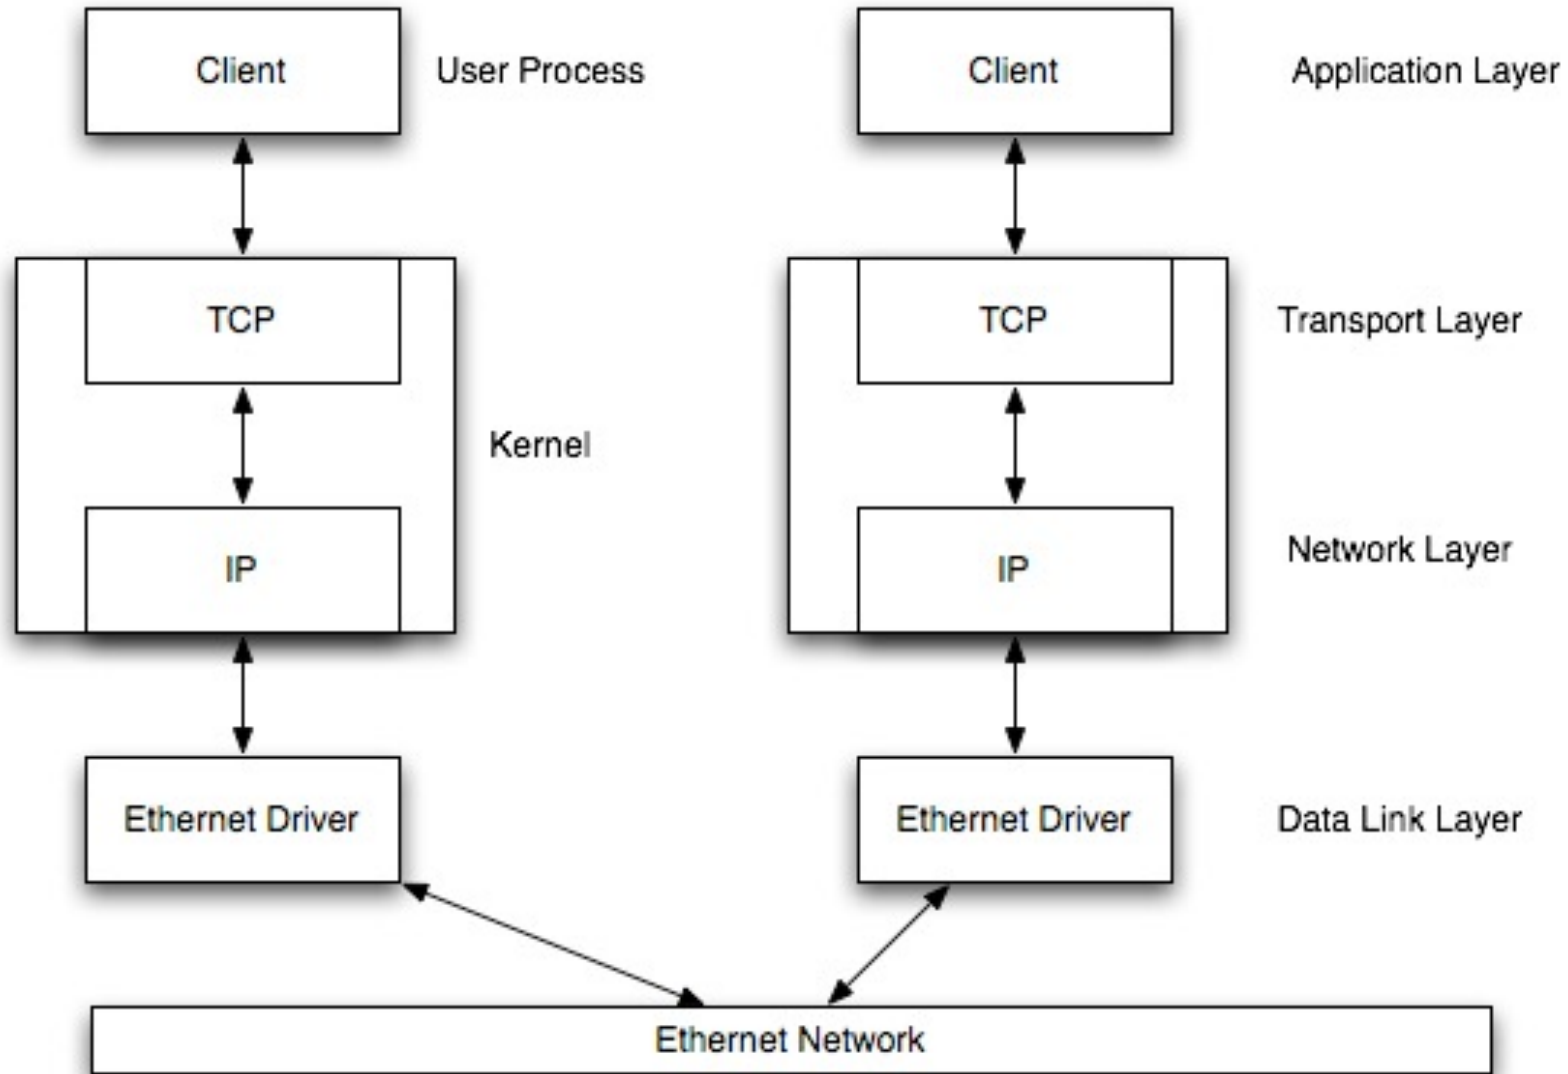 Client
User Process
Client
Application Layer
TCP
TCP
Transport Layer
Kernel
IP
IP
Network Layer
Ethernet Driver
Ethernet Driver
Data Link Layer
Ethernet Network